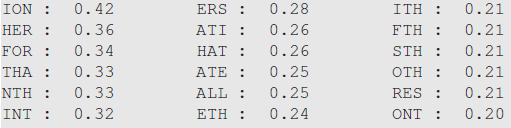 ION : 0.42 ERS : 0.28 ITH : 0.21
HER : 0.36 ATI : 0.26 FTH : 0.21
FOR : 0.34 HAT : 0.26 STH : 0.21
THA : 0.33 ATE : 0.25 OTH : 0.21
NTH : 0.33 ALL : 0.25 RES : 0.21
INT : 0.32 ETH : 0.24 ONT : 0.20